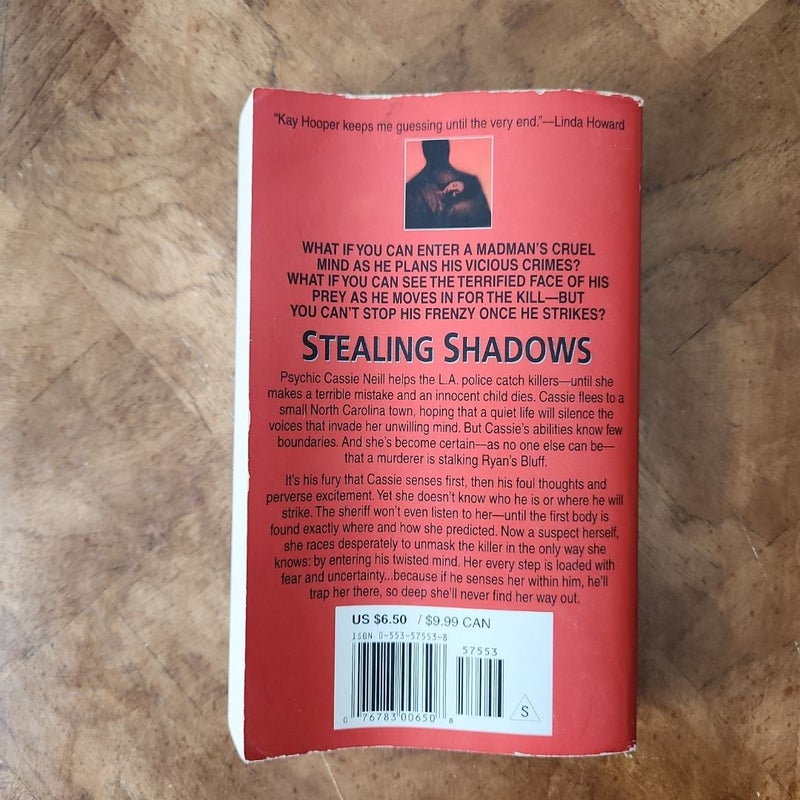 "Kay Hooper keeps me guessing until the very end."—Linda Howard
WHAT IF YOU CAN ENTER A MADMAN'S CRUEL
MIND AS HE PLANS HIS VICIOUS CRIMES?
WHAT IF YOU CAN SEE THE TERRIFIED FACE OF HIS
PREY AS HE MOVES IN FOR THE KILL—BUT
YOU CAN'T STOP HIS FRENZY ONCE HE STRIKES?
STEALING SHADOWS
Psychic Cassie Neill helps the L.A. police catch killers—until she
makes a terrible mistake and an innocent child dies. Cassie flees to a
small North Carolina town, hoping that a quiet life will silence the
voices that invade her unwilling mind. But Cassie's abilities know few
boundaries. And she's become certain—as no one else can be—
that a murderer is stalking Ryan's Bluff.
It's his fury that Cassie senses first, then his foul thoughts and
perverse excitement. Yet she doesn't know who he is or where he will
strike. The sheriff won't even listen to her—until the first body is
found exactly where and how she predicted. Now a suspect herself,
she races desperately to unmask the killer in the only way she
knows: by entering his twisted mind. Her every step is loaded with
fear and uncertainty...because if he senses her within him, he'll
trap her there, so deep she'll never find her way out.
US $6.50 / $9.99 CAN
ISBN 0-553-57553-8
57553
0 76783 00650 8
S